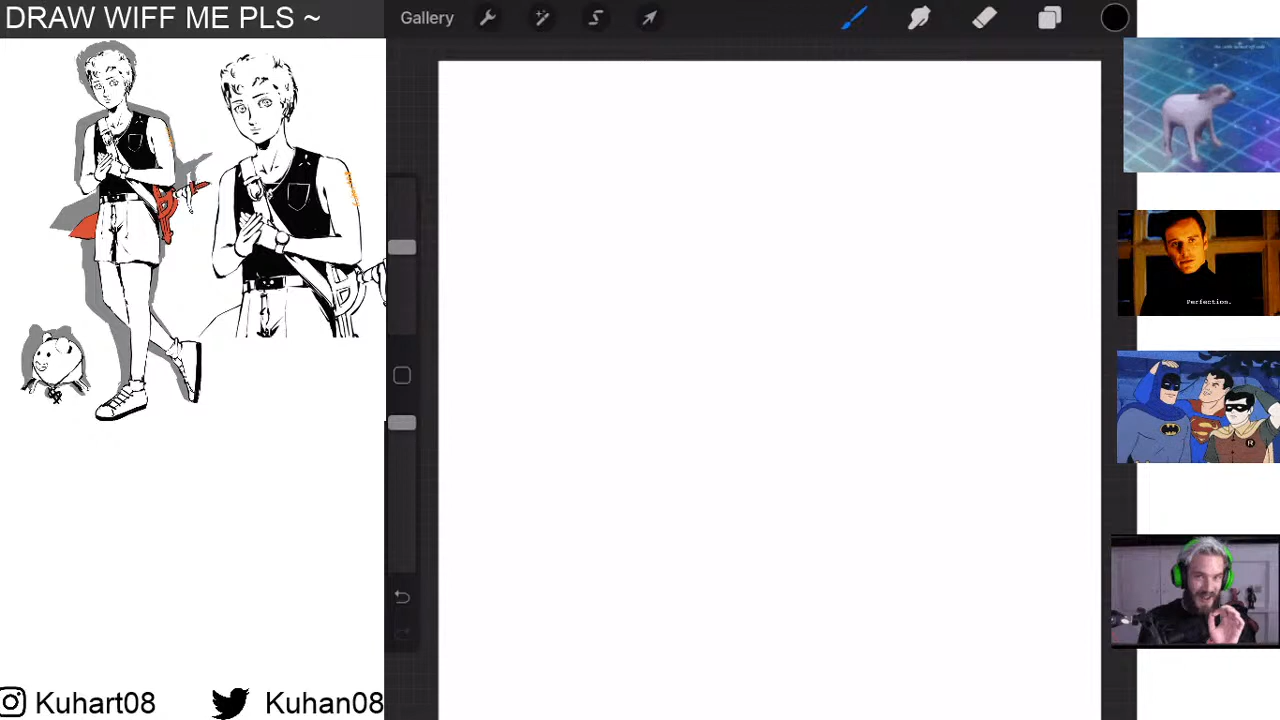 DRAW WIFF ME PLS ~
Gallery
Perfection.
Kuhart08
Kuhan08